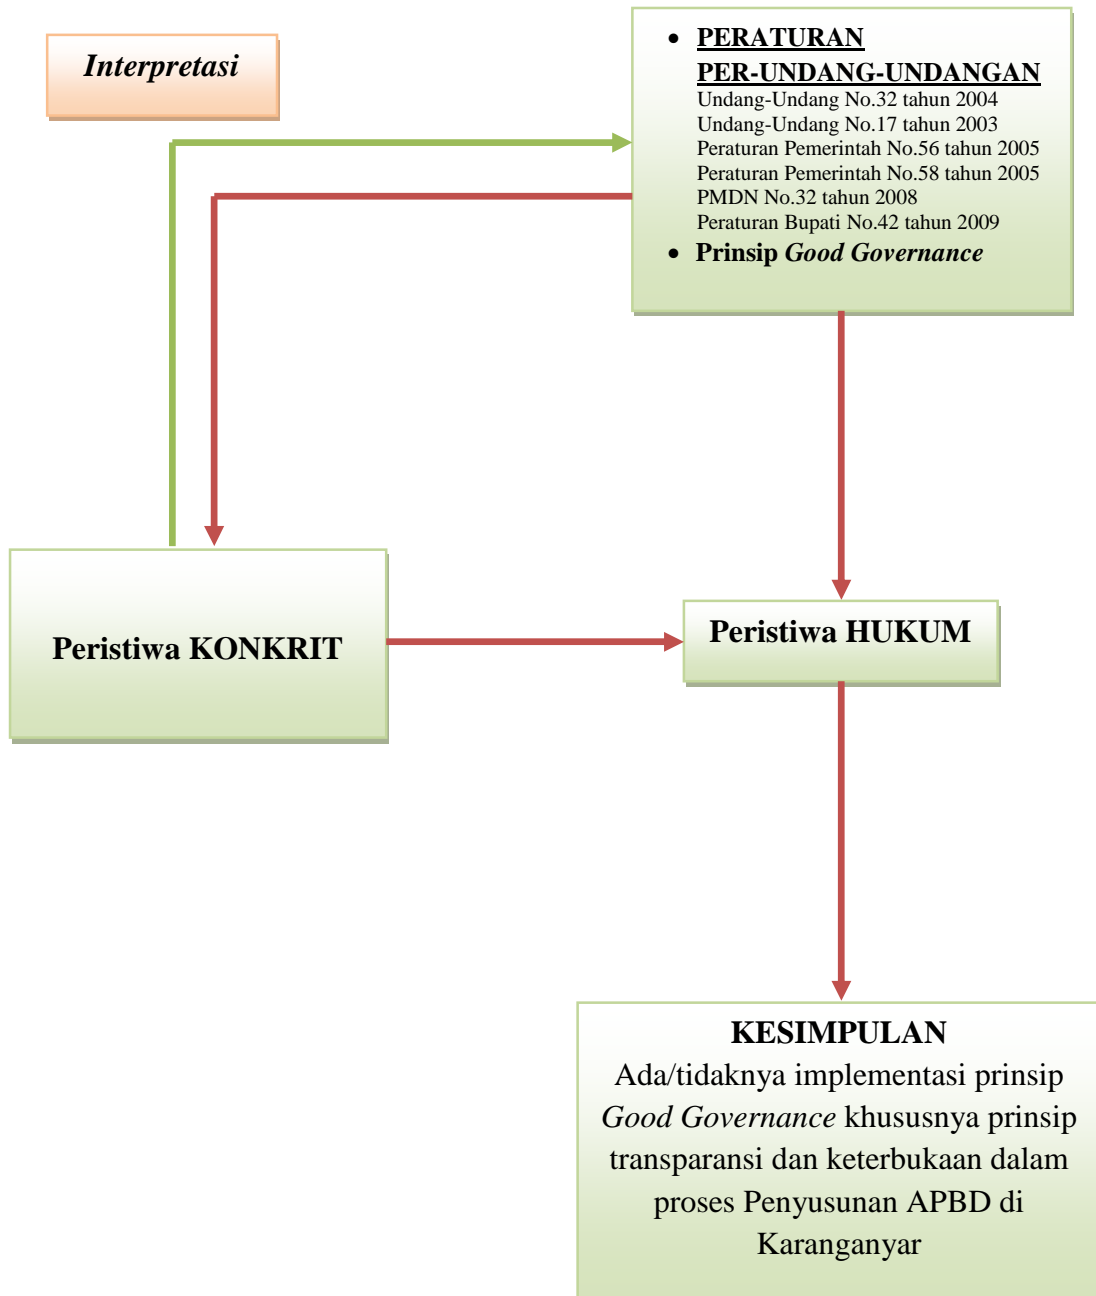 Interpretasi
• PERATURAN
PER-UNDANG-UNDANGAN
Undang-Undang No.32 tahun 2004
Undang-Undang No.17 tahun 2003
Peraturan Pemerintah No.56 tahun 2005
Peraturan Pemerintah No.58 tahun 2005
PMDN No.32 tahun 2008
Peraturan Bupati No.42 tahun 2009
• Prinsip Good Governance
Peristiwa KONKRIT
Peristiwa HUKUM
KESIMPULAN
Ada/tidaknya implementasi prinsip
Good Governance khususnya prinsip
transparansi dan keterbukaan dalam
proses Penyusunan APBD di
Karanganyar